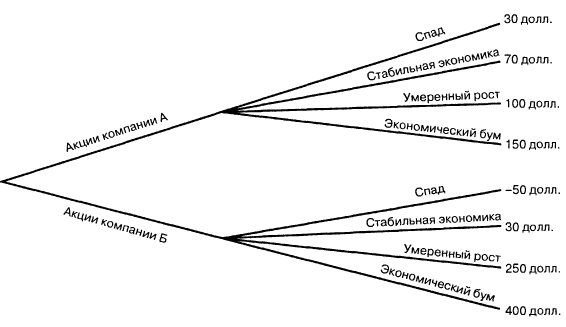 Спад
30 долл.
Стабильная экономика
70 долл.
Умеренный рост
100 долл.
Экономический бум
150 долл.
Акции компании А
Акции компании Б
Спад
–50 долл.
Стабильная экономика
30 долл.
Умеренный рост
250 долл.
Экономический бум
400 долл.